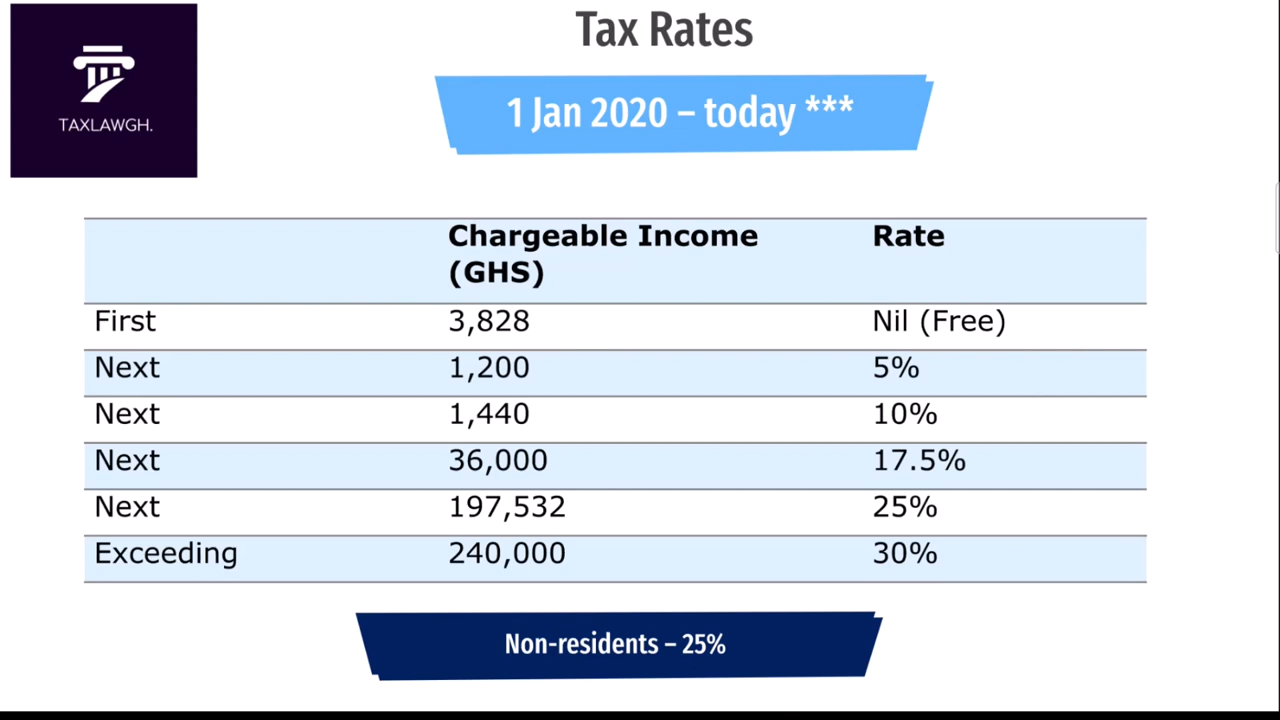 TAXLAWGH.
Tax Rates
1 Jan 2020 – today ***
Chargeable Income (GHS) Rate
First 3,828 Nil (Free)
Next 1,200 5%
Next 1,440 10%
Next 36,000 17.5%
Next 197,532 25%
Exceeding 240,000 30%
Non-residents – 25%